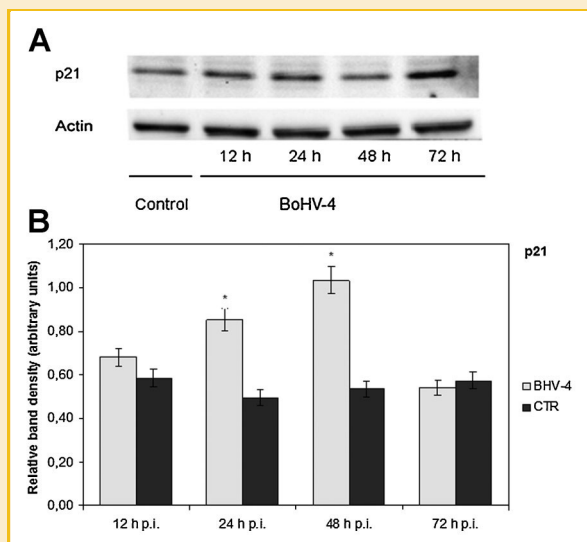 A
p21
Actin
12 h 24 h 48 h 72 h
Control BoHV-4
B
p21
Relative band density (arbitrary units)
1,20
1,00
0,80
0,60
0,40
0,20
0,00
*
*
BHV-4
CTR
12 h p.i. 24 h p.i. 48 h p.i. 72 h p.i.